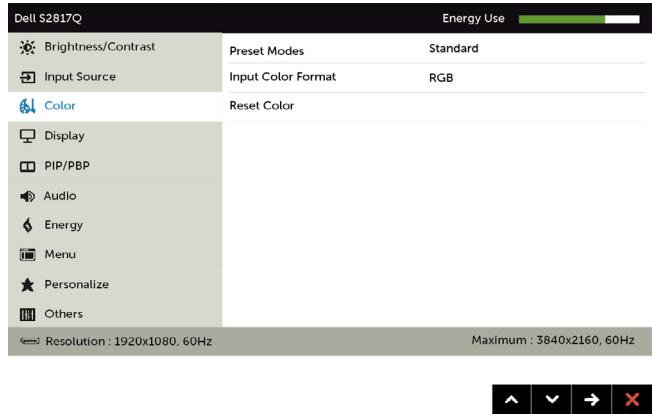 Dell S2817Q Energy Use
Brightness/Contrast
Preset Modes Standard
Input Source
Input Color Format RGB
Color
Reset Color
Display
PIP/PBP
Audio
Energy
Menu
Personalize
Others
Resolution : 1920x1080, 60Hz Maximum : 3840x2160, 60Hz